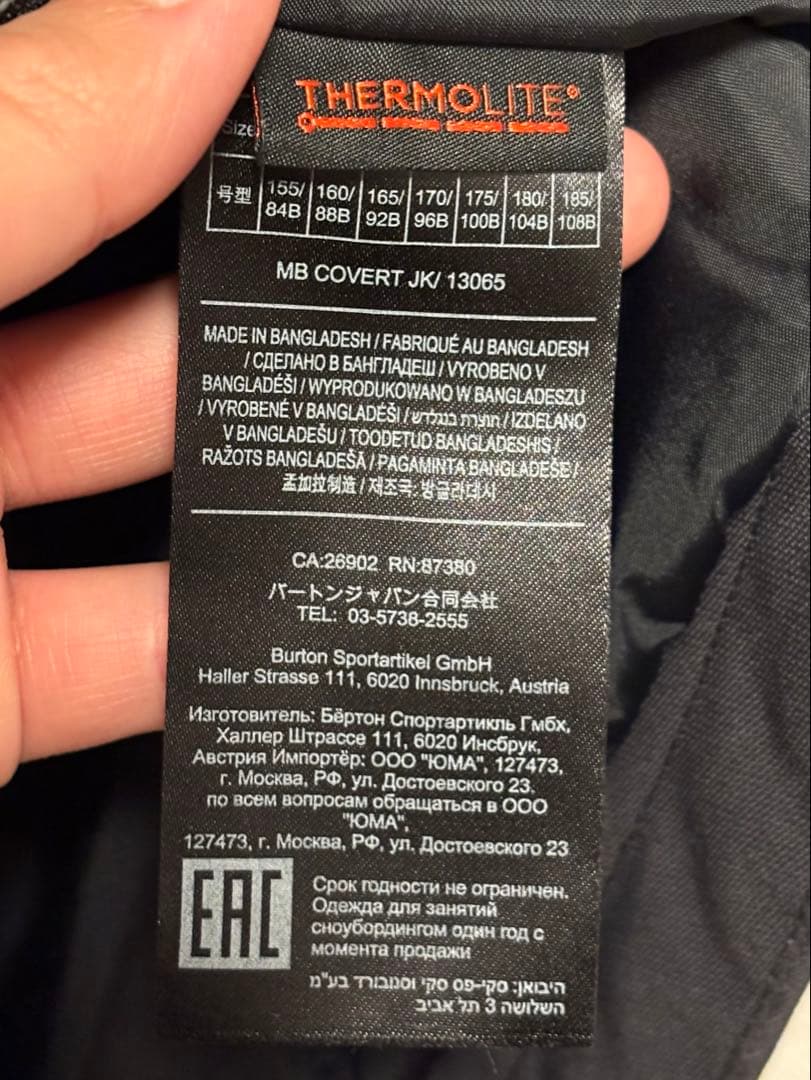 THERMOLITE®
Size
号型 155/84B 160/88B 165/92B 170/96B 175/100B 180/104B 185/108B
MB COVERT JK/ 13065
MADE IN BANGLADESH / FABRIQUÉ AU BANGLADESH
/ СДЕЛАНО В БАНГЛАДЕШ / VYROBENO V
BANGLADÉŠI / WYPRODUKOWANO W BANGLADESZU
/ VYROBENÉ V BANGLADÉŠI / תוצרת בנגלדש / IZDELANO
V BANGLADEŠU / TOODETUD BANGLADESHIS /
RAŽOTS BANGLADEŠĀ / PAGAMINTA BANGLADEŠE /
孟加拉制造 / 제조국: 방글라데시
CA:26902 RN:87380
バートンジャパン合同会社
TEL: 03-5738-2555
Burton Sportartikel GmbH
Haller Strasse 111, 6020 Innsbruck, Austria
Изготовитель: Бёртон Спортартикль Гмбх,
Халлер Штрассе 111, 6020 Инсбрук,
Австрия Импортёр: ООО "ЮМА", 127473,
г. Москва, РФ, ул. Достоевского 23.
по всем вопросам обращаться в ООО
"ЮМА",
127473, г. Москва, РФ, ул. Достоевского 23
EAC
Срок годности не ограничен.
Одежда для занятий
сноубордингом один год с
момента продажи
היבואן: סקי-פס סקי וסנובורד בע"מ
השלושה 3 תל אביב